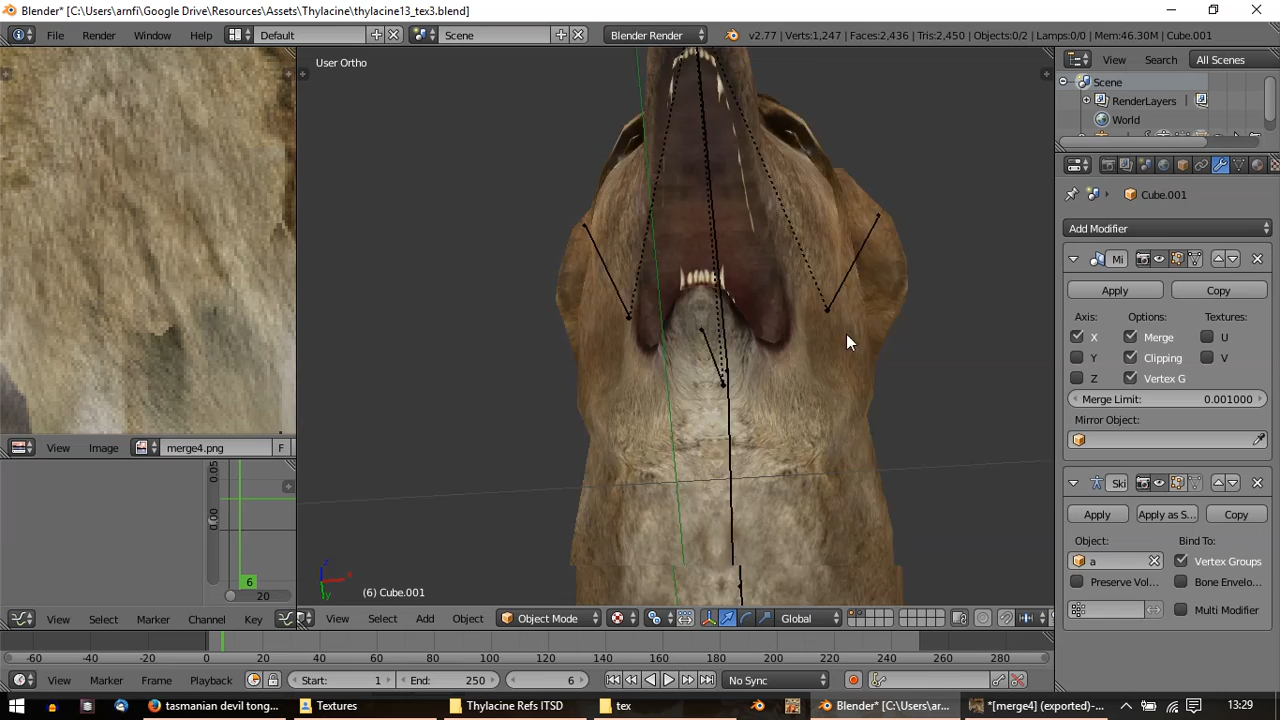 Blender* [C:\Users\arnfi\Google Drive\Resources\Assets\Thylacine\thylacine13_tex3.blend]
File Render Window Help Default Scene Blender Render v2.77 | Verts:1,247 | Faces:2,436 | Tris:2,450 | Objects:0/2 | Lamps:0/0 | Mem:46.30M | Cube.001
User Ortho
View Search All Scenes
Scene
RenderLayers
World
Cube.001
Add Modifier
Mi
Apply Copy
Axis: Options: Textures:
X Merge U
Y Clipping V
Z Vertex G
Merge Limit: 0.001000
Mirror Object:
Ski
Apply Apply as S... Copy
Object: Bind To:
a Vertex Groups
Preserve Vol... Bone Envelo...
Multi Modifier
View Image merge4.png F
0.05
0.00
6
20
z
x
y
(6) Cube.001
View Select Marker Channel Key View Select Add Object Object Mode Global
-60 -40 -20 0 20 40 60 80 100 120 140 160 180 200 220 240 260 280
View Marker Frame Playback Start: 1 End: 250 6 No Sync
tasmanian devil tong... Textures Thylacine Refs ITSD tex Blender* [C:\Users\ar... *[merge4] (exported)-... 13:29